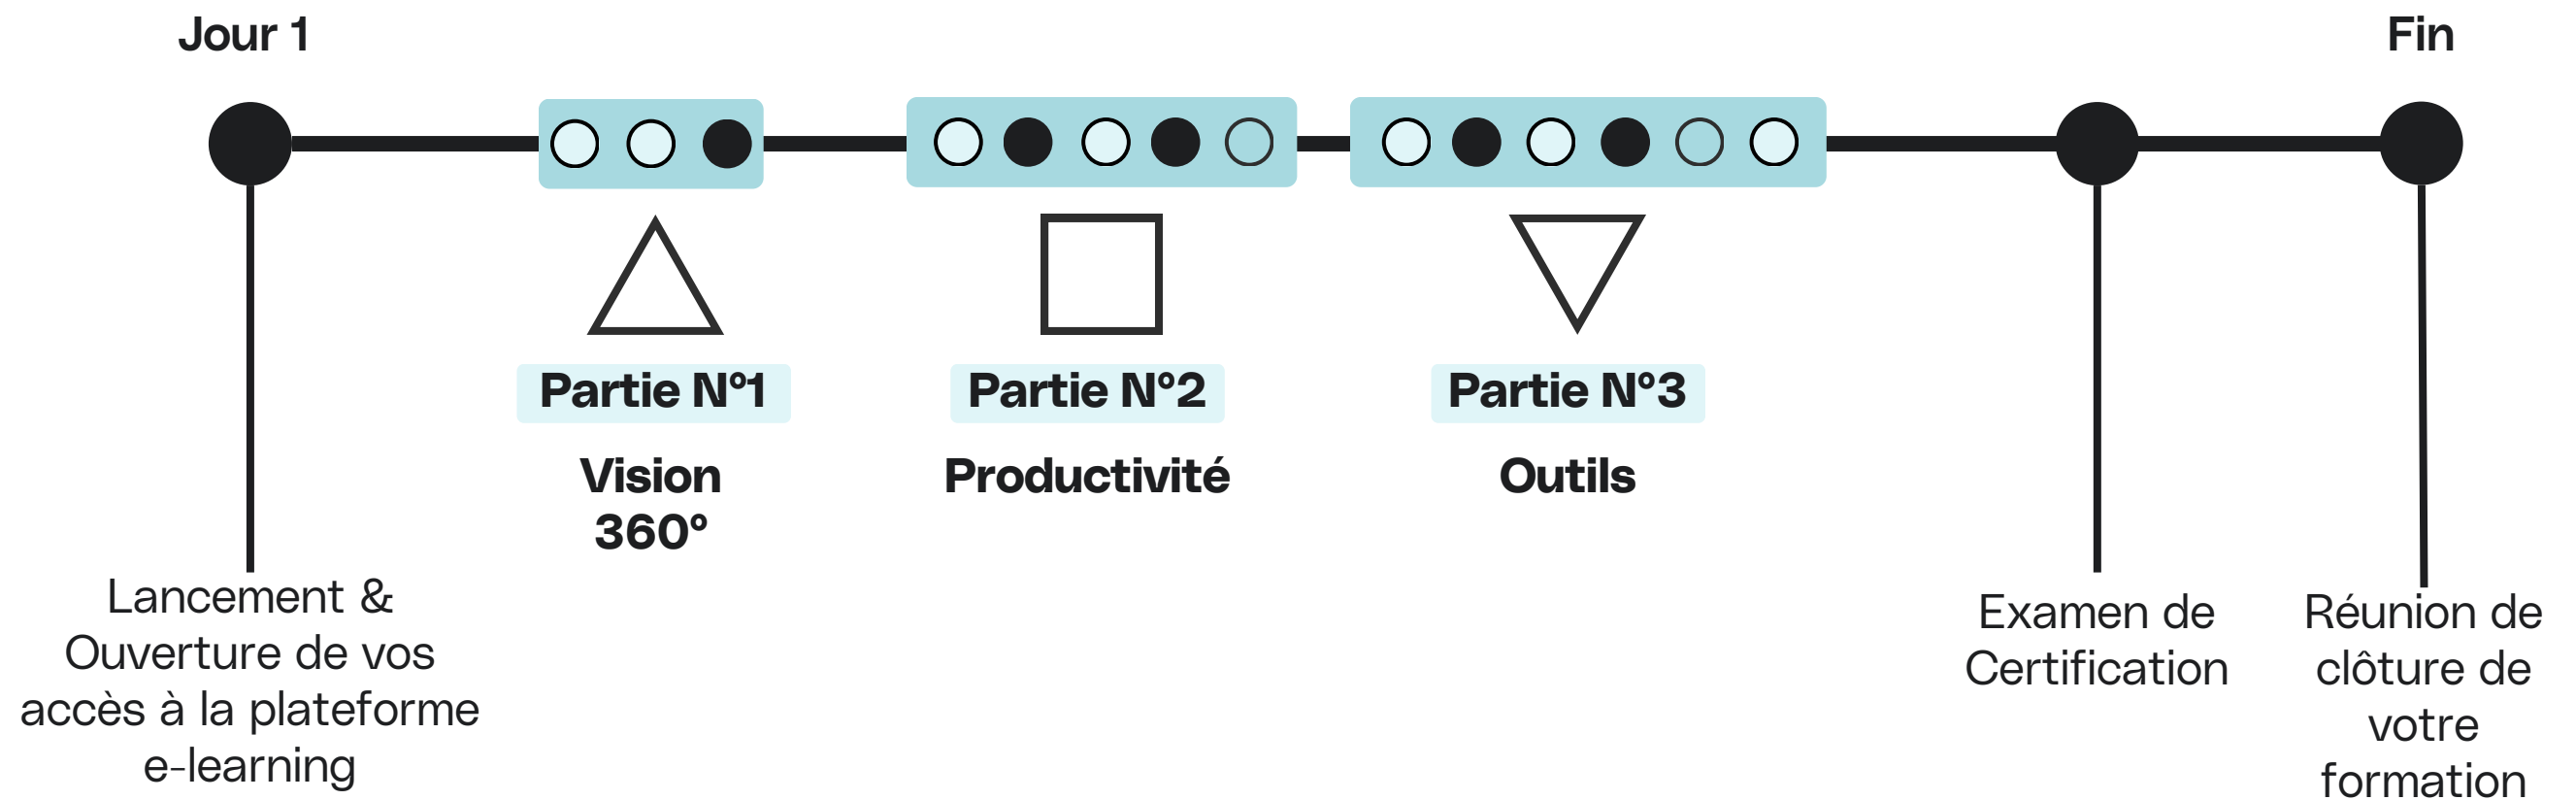 Jour 1
Fin
Partie N°1
Partie N°2
Partie N°3
Vision
360°
Productivité
Outils
Lancement &
Ouverture de vos
accès à la plateforme
e-learning
Examen de
Certification
Réunion de
clôture de
votre
formation